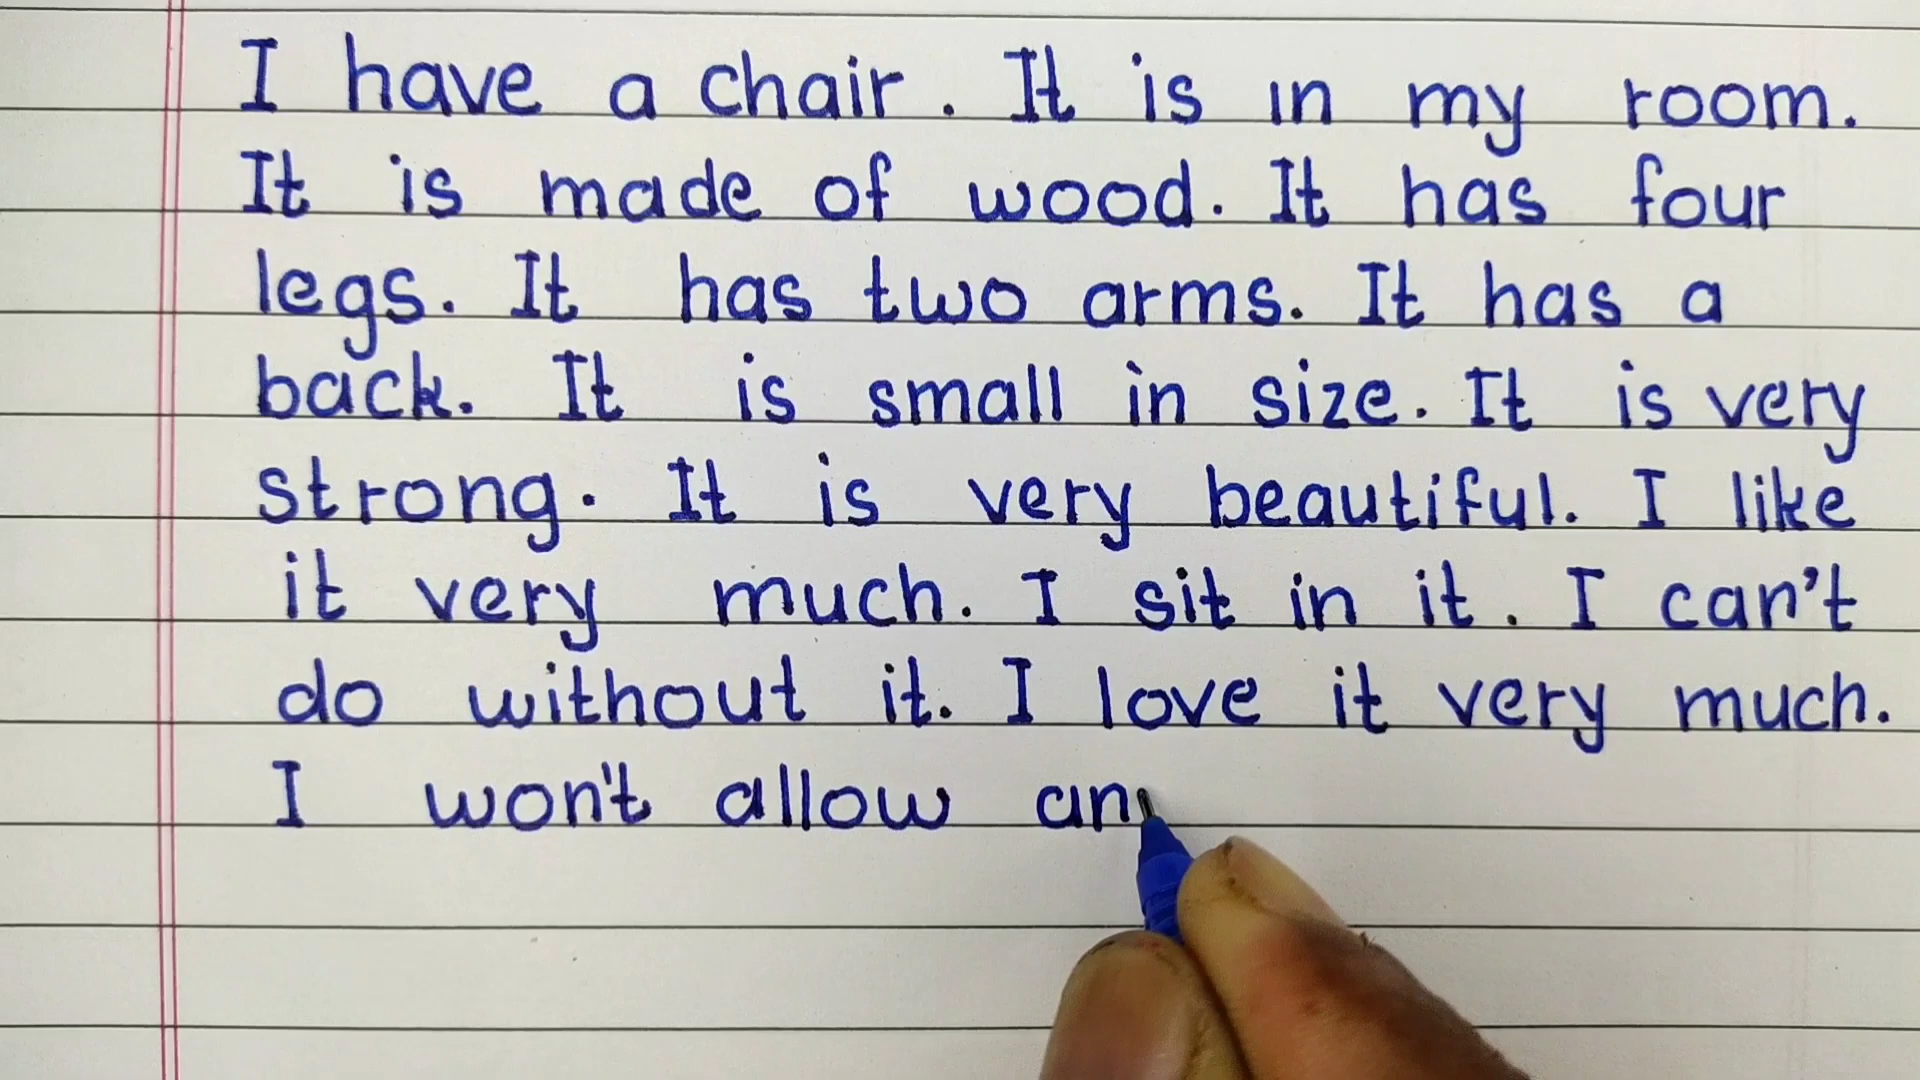 I have a chair. It is in my room.
It is made of wood. It has four
legs. It has two arms. It has a
back. It is small in size. It is very
strong. It is very beautiful. I like
it very much. I sit in it. I can't
do without it. I love it very much.
I won't allow an